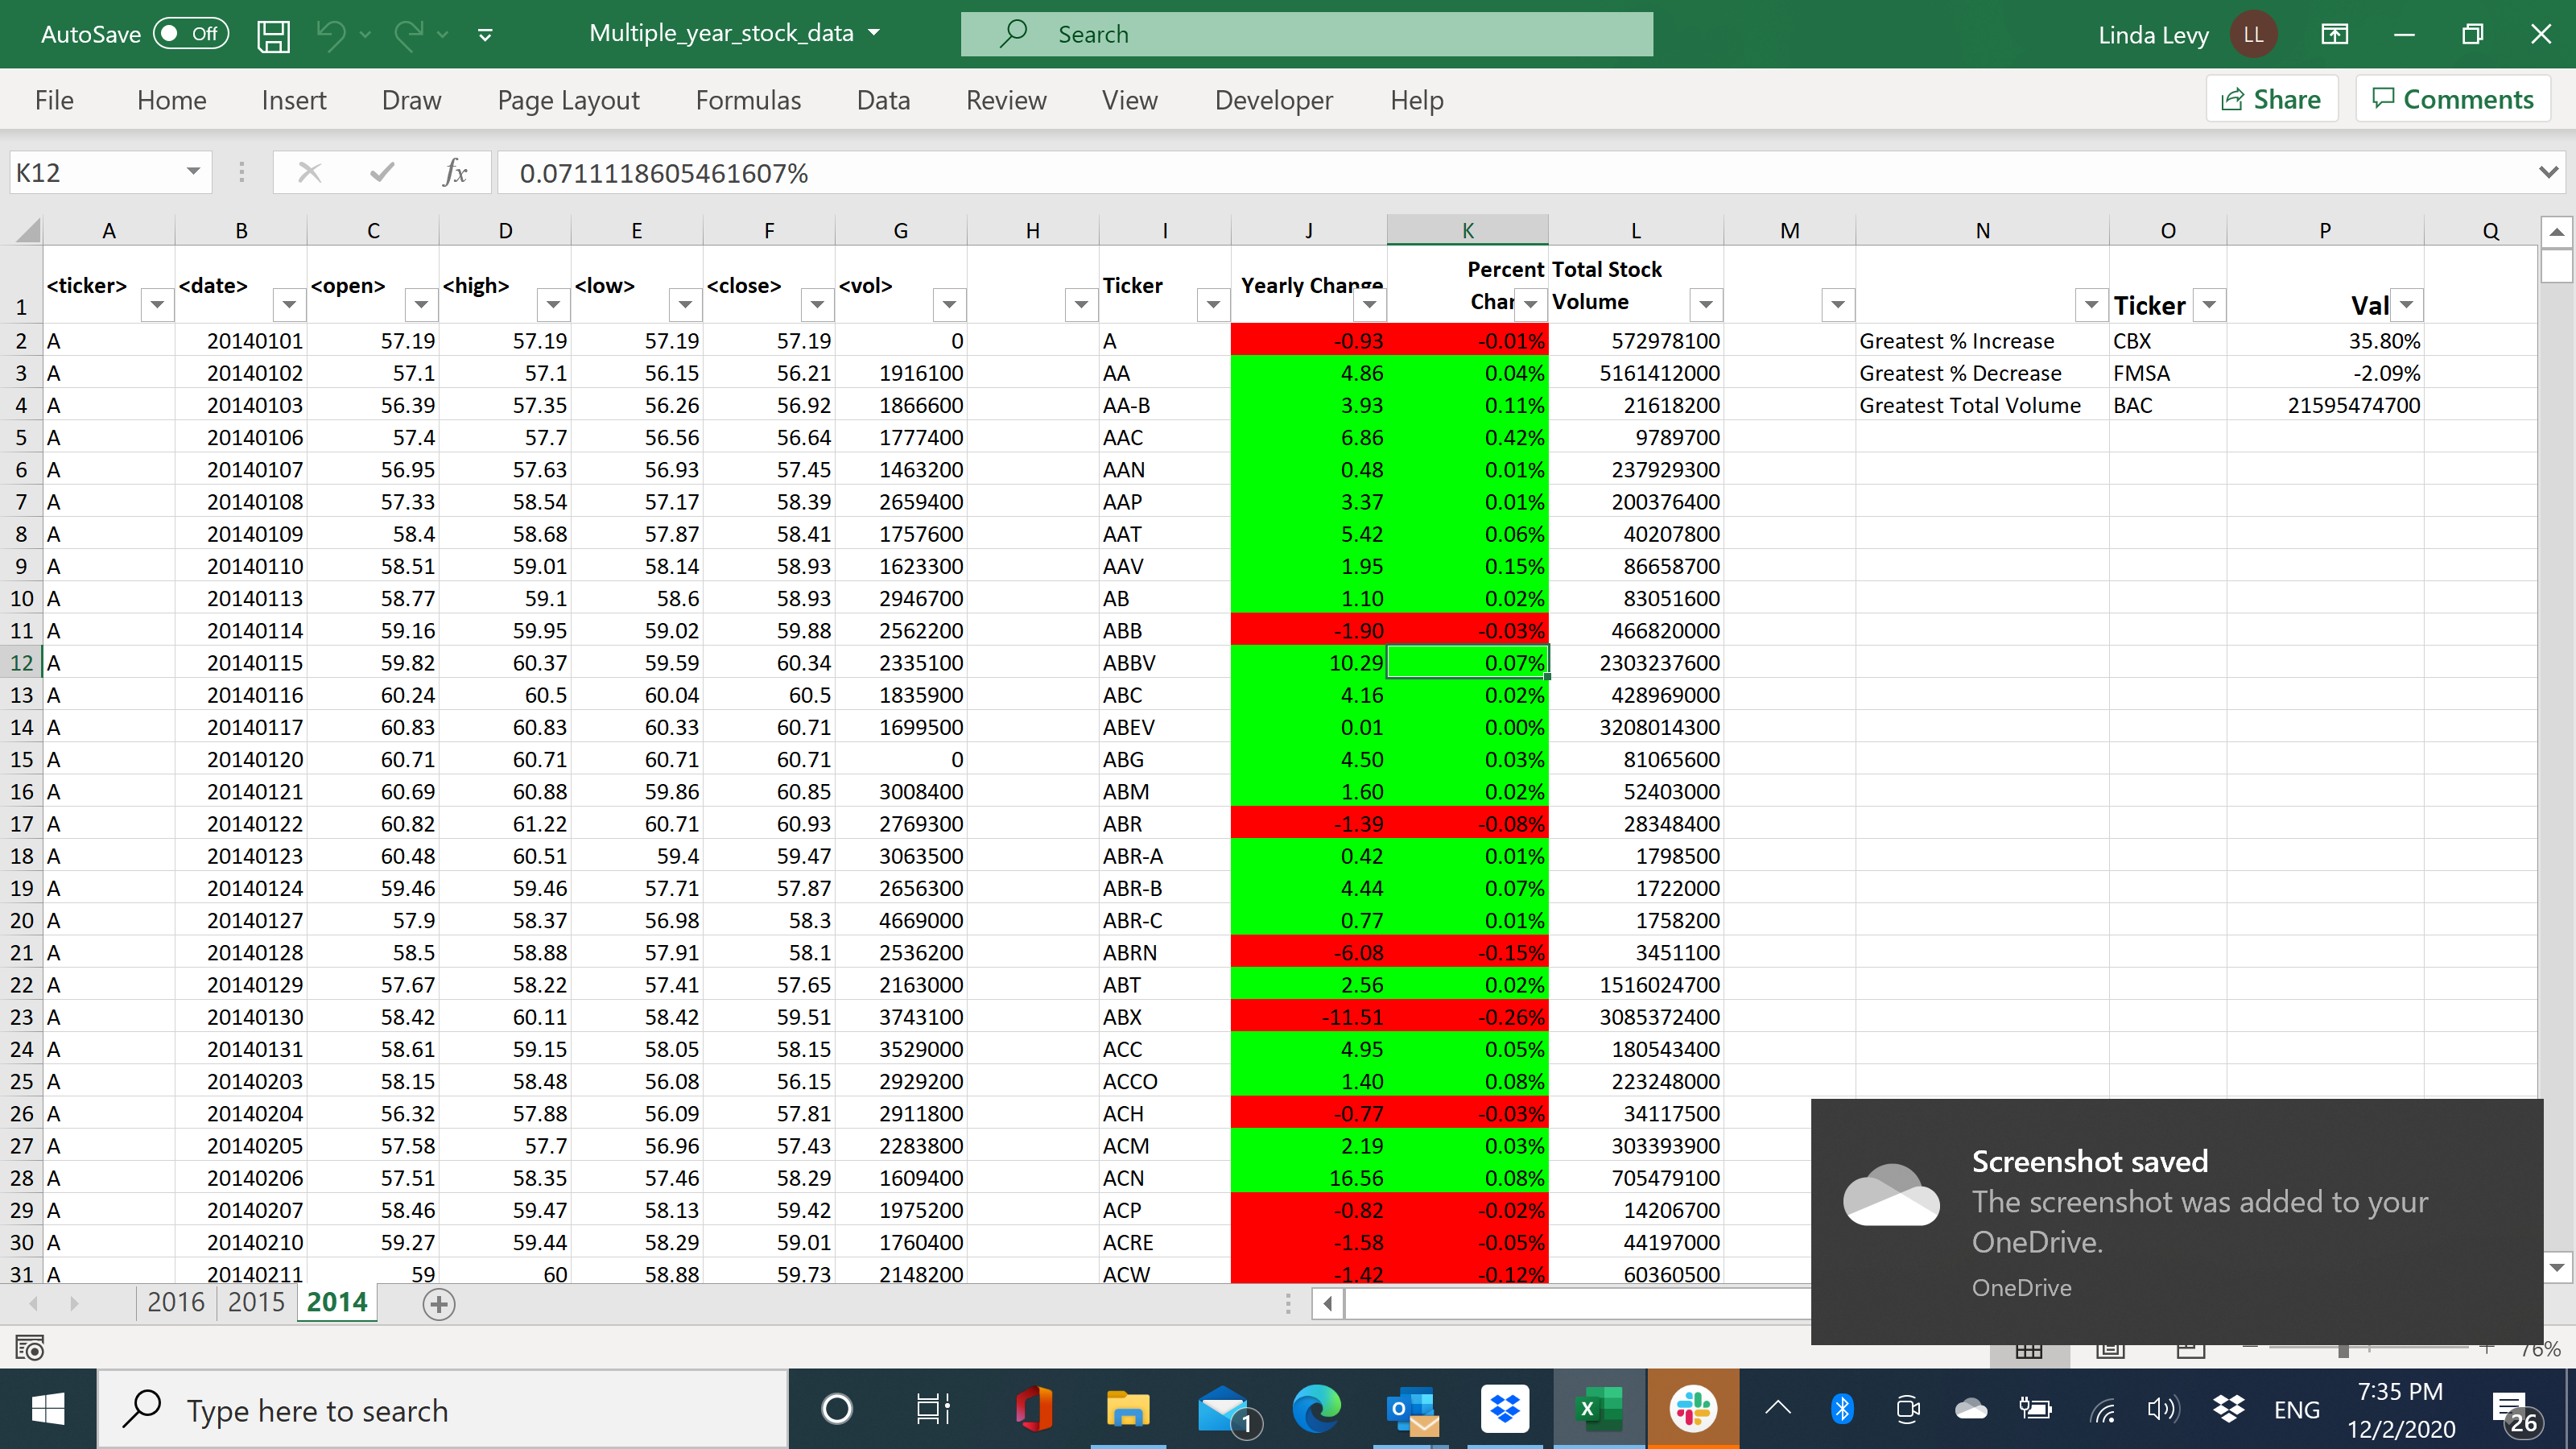 AutoSave Off Multiple_year_stock_data Search Linda Levy LL
File Home Insert Draw Page Layout Formulas Data Review View Developer Help Share Comments
K12 fx 0.0711118605461607%
A B C D E F G H I J K L M N O P Q
1 <ticker> <date> <open> <high> <low> <close> <vol> Ticker Yearly Change Percent Char Total Stock Volume Ticker Val
2 A 20140101 57.19 57.19 57.19 57.19 0 A -0.93 -0.01% 572978100 Greatest % Increase CBX 35.80%
3 A 20140102 57.1 57.1 56.15 56.21 1916100 AA 4.86 0.04% 5161412000 Greatest % Decrease FMSA -2.09%
4 A 20140103 56.39 57.35 56.26 56.92 1866600 AA-B 3.93 0.11% 21618200 Greatest Total Volume BAC 21595474700
5 A 20140106 57.4 57.7 56.56 56.64 1777400 AAC 6.86 0.42% 9789700
6 A 20140107 56.95 57.63 56.93 57.45 1463200 AAN 0.48 0.01% 237929300
7 A 20140108 57.33 58.54 57.17 58.39 2659400 AAP 3.37 0.01% 200376400
8 A 20140109 58.4 58.68 57.87 58.41 1757600 AAT 5.42 0.06% 40207800
9 A 20140110 58.51 59.01 58.14 58.93 1623300 AAV 1.95 0.15% 86658700
10 A 20140113 58.77 59.1 58.6 58.93 2946700 AB 1.10 0.02% 83051600
11 A 20140114 59.16 59.95 59.02 59.88 2562200 ABB -1.90 -0.03% 466820000
12 A 20140115 59.82 60.37 59.59 60.34 2335100 ABBV 10.29 0.07% 2303237600
13 A 20140116 60.24 60.5 60.04 60.5 1835900 ABC 4.16 0.02% 428969000
14 A 20140117 60.83 60.83 60.33 60.71 1699500 ABEV 0.01 0.00% 3208014300
15 A 20140120 60.71 60.71 60.71 60.71 0 ABG 4.50 0.03% 81065600
16 A 20140121 60.69 60.88 59.86 60.85 3008400 ABM 1.60 0.02% 52403000
17 A 20140122 60.82 61.22 60.71 60.93 2769300 ABR -1.39 -0.08% 28348400
18 A 20140123 60.48 60.51 59.4 59.47 3063500 ABR-A 0.42 0.01% 1798500
19 A 20140124 59.46 59.46 57.71 57.87 2656300 ABR-B 4.44 0.07% 1722000
20 A 20140127 57.9 58.37 56.98 58.3 4669000 ABR-C 0.77 0.01% 1758200
21 A 20140128 58.5 58.88 57.91 58.1 2536200 ABRN -6.08 -0.15% 3451100
22 A 20140129 57.67 58.22 57.41 57.65 2163000 ABT 2.56 0.02% 1516024700
23 A 20140130 58.42 60.11 58.42 59.51 3743100 ABX -11.51 -0.26% 3085372400
24 A 20140131 58.61 59.15 58.05 58.15 3529000 ACC 4.95 0.05% 180543400
25 A 20140203 58.15 58.48 56.08 56.15 2929200 ACCO 1.40 0.08% 223248000
26 A 20140204 56.32 57.88 56.09 57.81 2911800 ACH -0.77 -0.03% 34117500
27 A 20140205 57.58 57.7 56.96 57.43 2283800 ACM 2.19 0.03% 303393900
28 A 20140206 57.51 58.35 57.46 58.29 1609400 ACN 16.56 0.08% 705479100
29 A 20140207 58.46 59.47 58.13 59.42 1975200 ACP -0.82 -0.02% 14206700
30 A 20140210 59.27 59.44 58.29 59.01 1760400 ACRE -1.58 -0.05% 44197000
31 A 20140211 59 60 58.88 59.73 2148200 ACW -1.42 -0.12% 60360500
Screenshot saved
The screenshot was added to your
OneDrive.
OneDrive
2016 2015 2014
76%
Type here to search 1 ENG 7:35 PM 26
12/2/2020